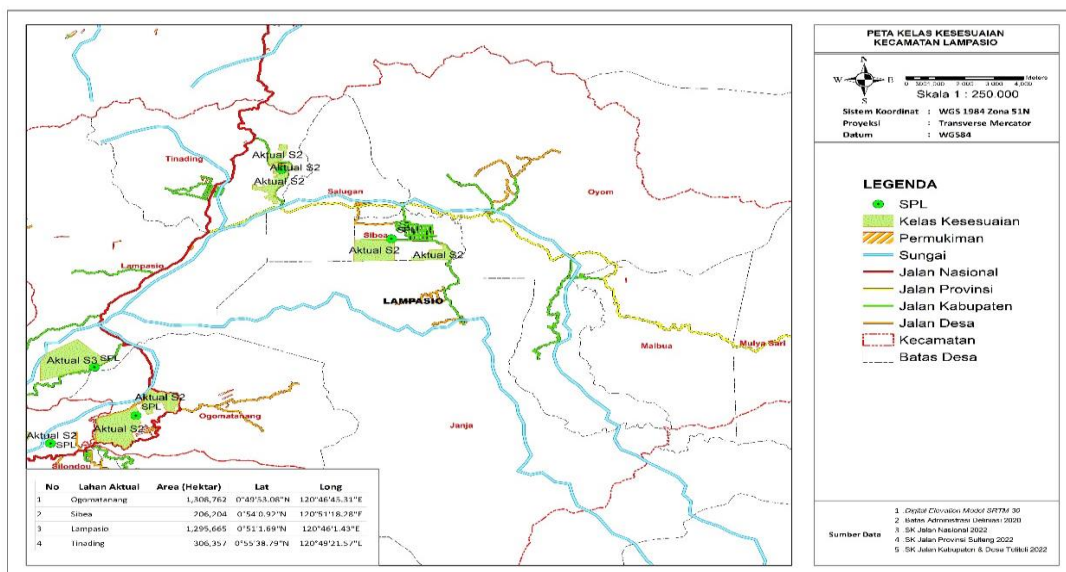 PETA KELAS KESESUAIAN
KECAMATAN LAMPASIO
N
W E
S
Meters
Skala 1 : 250.000
Sistem Koordinat : WGS 1984 Zona 51N
Proyeksi : Transverse Mercator
Datum : WGS84
LEGENDA
SPL
Kelas Kesesuaian
Permukiman
Sungai
Jalan Nasional
Jalan Provinsi
Jalan Kabupaten
Jalan Desa
Kecamatan
Batas Desa
Sumber Data
1 .Digital Elevation Model SRTM 30
2 Batas Administrasi Deliniasi 2020
3 .SK Jalan Nasional 2022
4 .SK Jalan Provinsi Sulteng 2022
5 .SK Jalan Kabupaten & Desa Tolitoli 2022
Tinading
Aktual S2
Aktual S2
Aktual S2
Salugan
Oyom
Siboa
SPL
Aktual S2
Aktual S2
Lampasio
LAMPASIO
Malbua
Mulya Sari
Aktual S3
SPL
Aktual S2
SPL
Aktual S2
Ogomatanang
Janja
Aktual S2
SPL
Silondou
No Lahan Aktual Area (Hektar) Lat Long
1 Ogomatanang 1,308,762 0°49'53.08"N 120°46'45.31"E
2 Sibea 206,204 0°54'0.92"N 120°51'18.28"E
3 Lampasio 1,295,665 0°51'1.69"N 120°46'1.43"E
4 Tinading 306,357 0°55'38.79"N 120°49'21.57"E